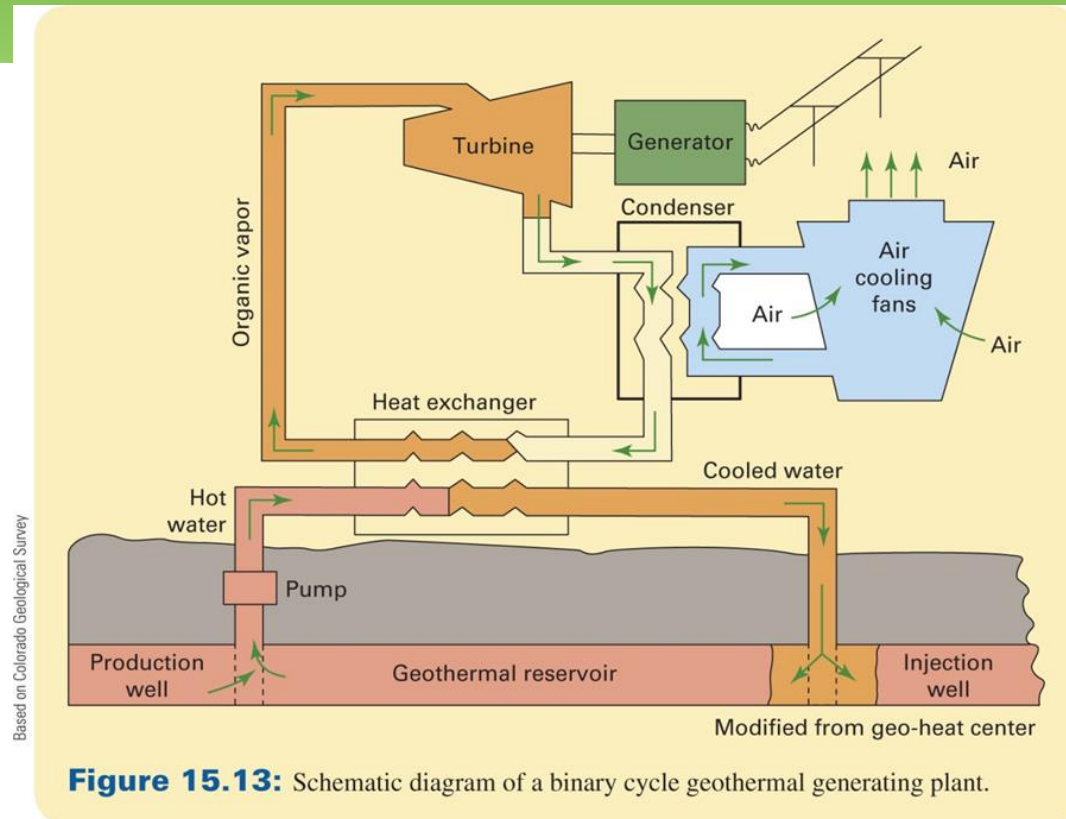 Turbine
Generator
Air
Condenser
Organic vapor
Air
cooling
fans
Air
Air
Heat exchanger
Cooled water
Hot
water
Pump
Production
well
Geothermal reservoir
Injection
well
Modified from geo-heat center
Based on Colorado Geological Survey
Figure 15.13: Schematic diagram of a binary cycle geothermal generating plant.